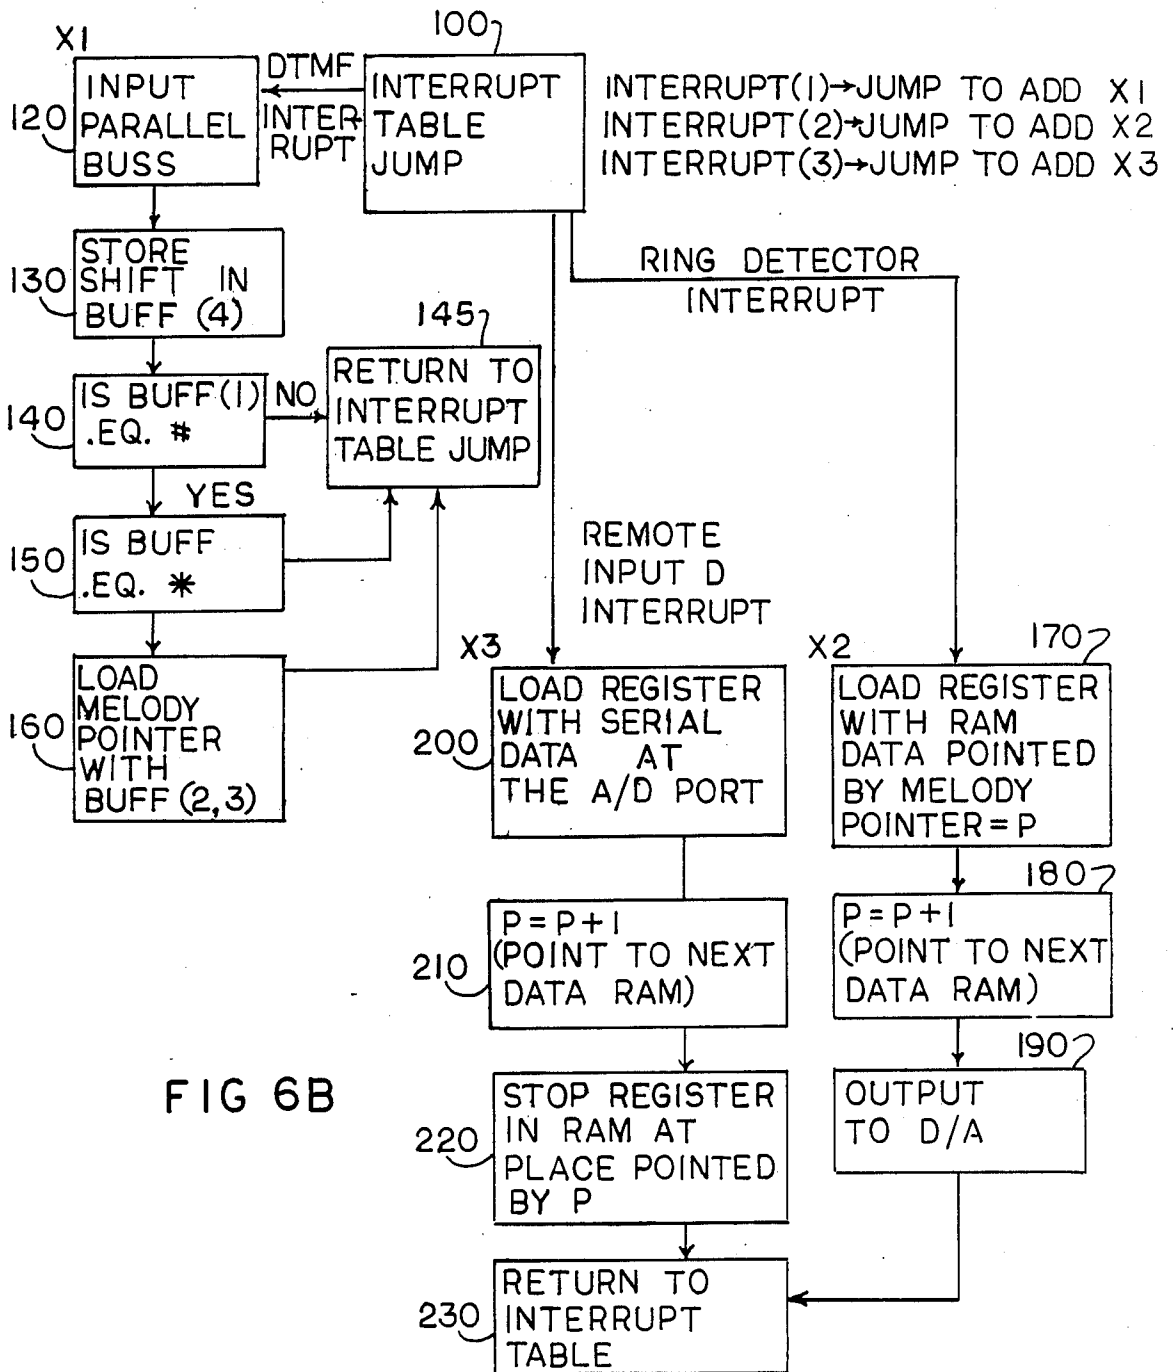 X1
100
120
INPUT
PARALLEL
BUSS
DTMF
INTER
RUPT
INTERRUPT
TABLE
JUMP
INTERRUPT(1)→JUMP TO ADD X1
INTERRUPT(2)→JUMP TO ADD X2
INTERRUPT(3)→JUMP TO ADD X3
130
STORE
SHIFT IN
BUFF (4)
RING DETECTOR
INTERRUPT
145
RETURN TO
INTERRUPT
TABLE JUMP
140
IS BUFF(1)
.EQ. #
NO
YES
150
IS BUFF
.EQ. *
160
LOAD
MELODY
POINTER
WITH
BUFF (2,3)
REMOTE
INPUT D
INTERRUPT
X3
200
LOAD REGISTER
WITH SERIAL
DATA AT
THE A/D PORT
X2
170
LOAD REGISTER
WITH RAM
DATA POINTED
BY MELODY
POINTER = P
210
P = P + 1
(POINT TO NEXT
DATA RAM)
180
P = P + 1
(POINT TO NEXT
DATA RAM)
FIG 6B
220
STOP REGISTER
IN RAM AT
PLACE POINTED
BY P
190
OUTPUT
TO D/A
230
RETURN TO
INTERRUPT
TABLE